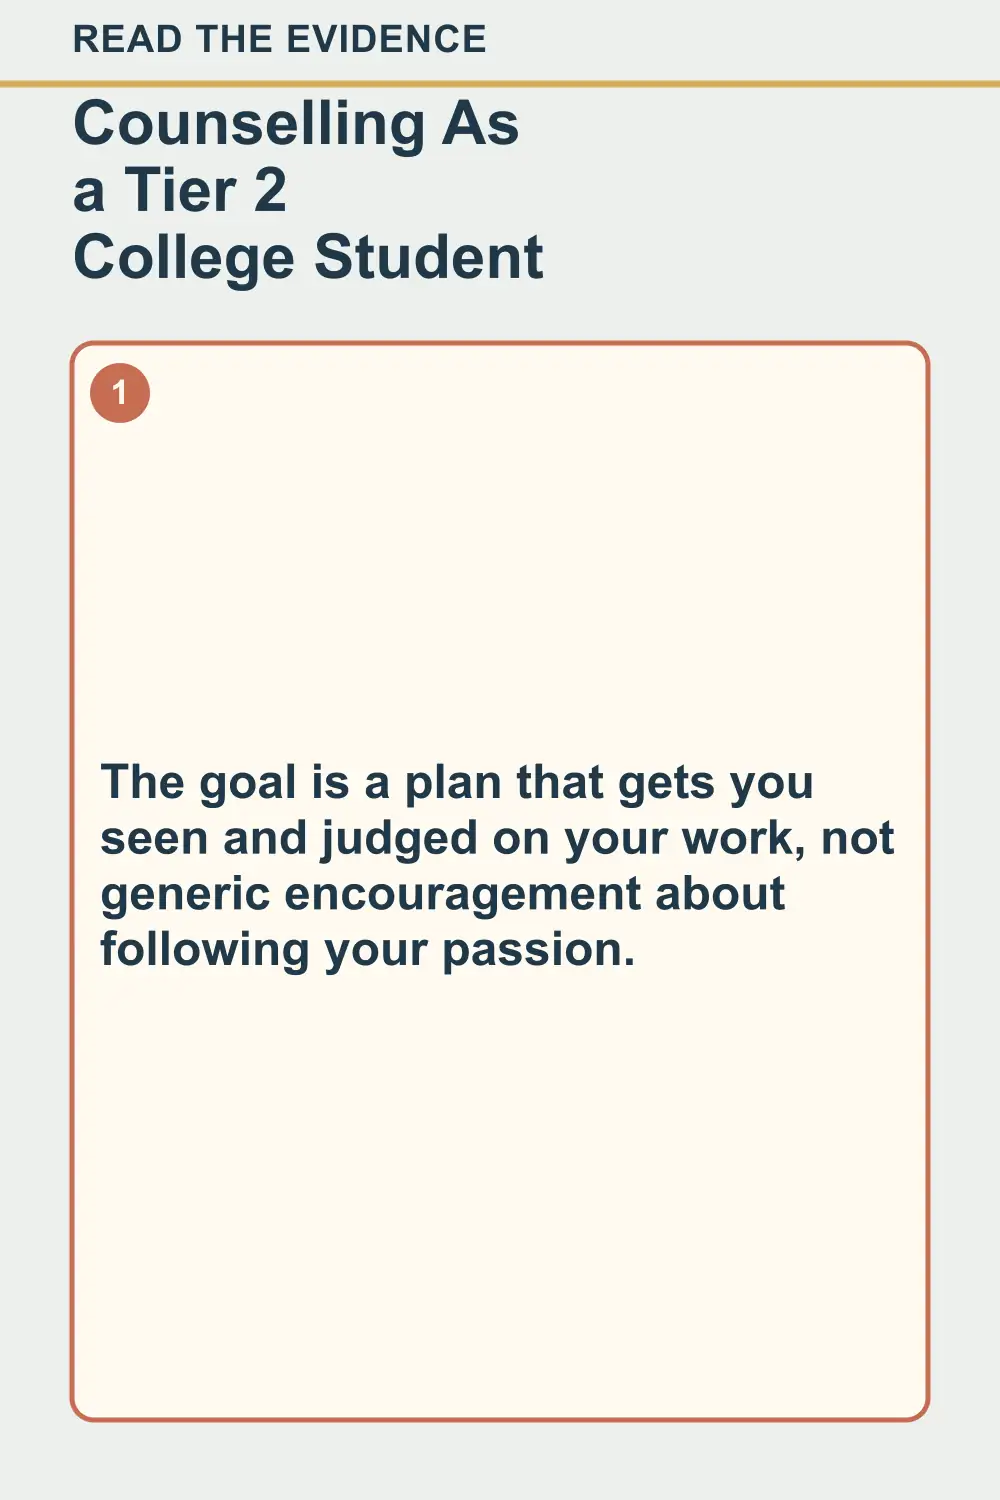 READ THE EVIDENCE
Counselling As
a Tier 2
College Student
1
The goal is a plan that gets you
seen and judged on your work, not
generic encouragement about
following your passion.